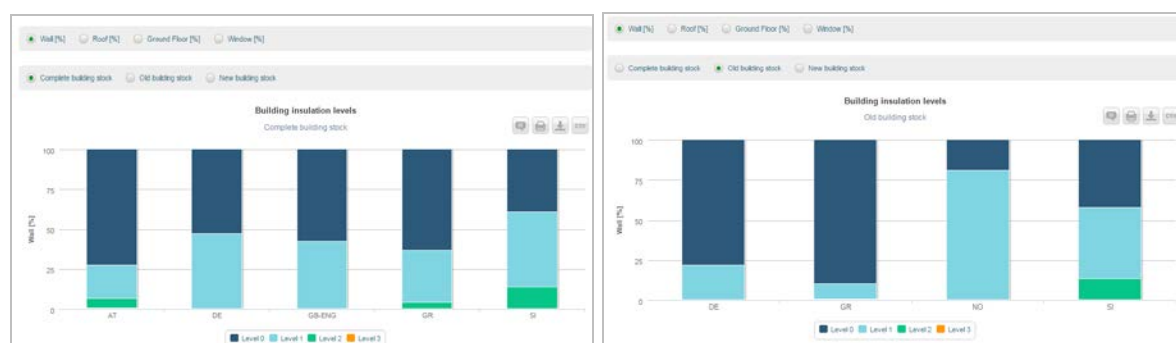 Wall [%] Roof [%] Ground Floor [%] Window [%]
Complete building stock Old building stock New building stock
Building insulation levels
Complete building stock
CSV
100
75
50
25
0
Wall [%]
AT DE GB-ENG GR SI
Level 0 Level 1 Level 2 Level 3
Wall [%] Roof [%] Ground Floor [%] Window [%]
Complete building stock Old building stock New building stock
Building insulation levels
Old building stock
CSV
100
75
50
25
0
Wall [%]
DE GR NO SI
Level 0 Level 1 Level 2 Level 3